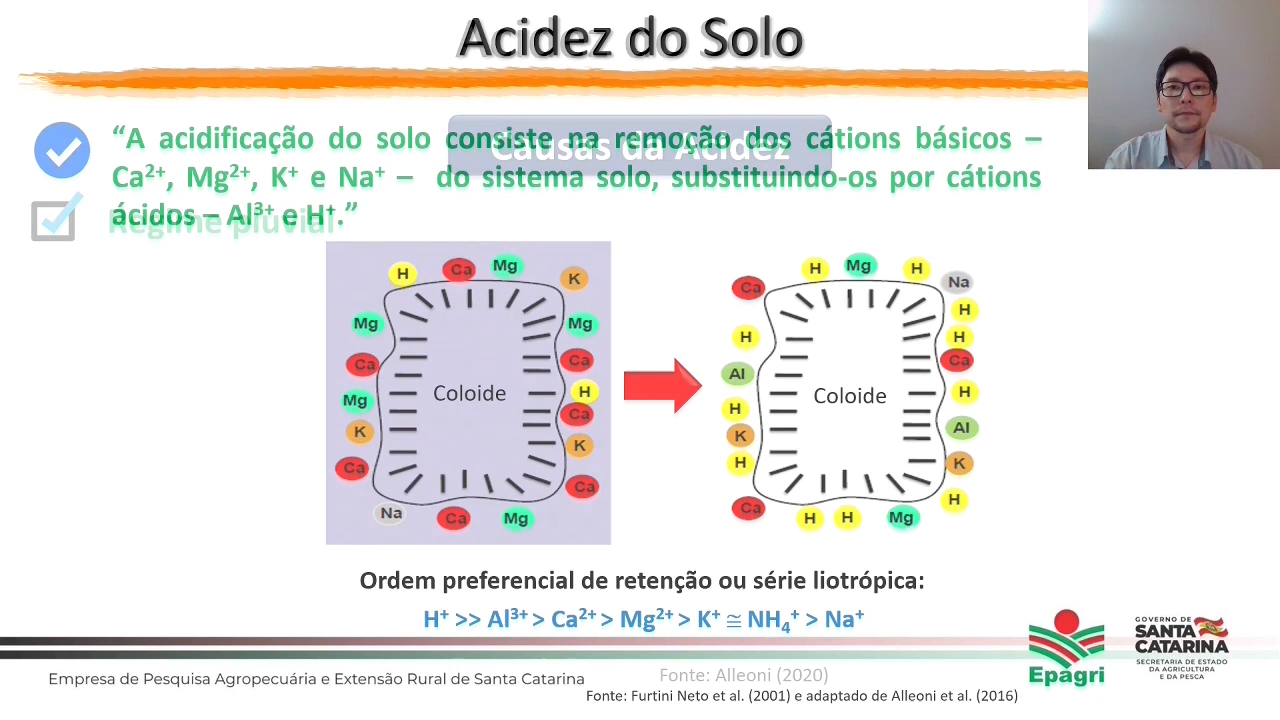 Acidez do Solo
“A acidificação do solo consiste na remoção dos cátions básicos –
Causas da Acidez
Ca²⁺, Mg²⁺, K⁺ e Na⁺ – do sistema solo, substituindo-os por cátions
ácidos – Al³⁺ e H⁺.”
Regime pluvial
H Ca Mg K
Mg Mg
Ca Ca
Mg H
Ca
K K
Ca Ca
Na Ca Mg
Coloide
H Mg H Na
Ca H
H H
Ca
Al H
H Al
K K
H H
Ca H H Mg
Coloide
Ordem preferencial de retenção ou série liotrópica:
H⁺ >> Al³⁺ > Ca²⁺ > Mg²⁺ > K⁺ ≅ NH₄⁺ > Na⁺
Empresa de Pesquisa Agropecuária e Extensão Rural de Santa Catarina
Fonte: Alleoni (2020)
Fonte: Furtini Neto et al. (2001) e adaptado de Alleoni et al. (2016)
Epagri
GOVERNO DE
SANTA
CATARINA
SECRETARIA DE ESTADO
DA AGRICULTURA
E DA PESCA